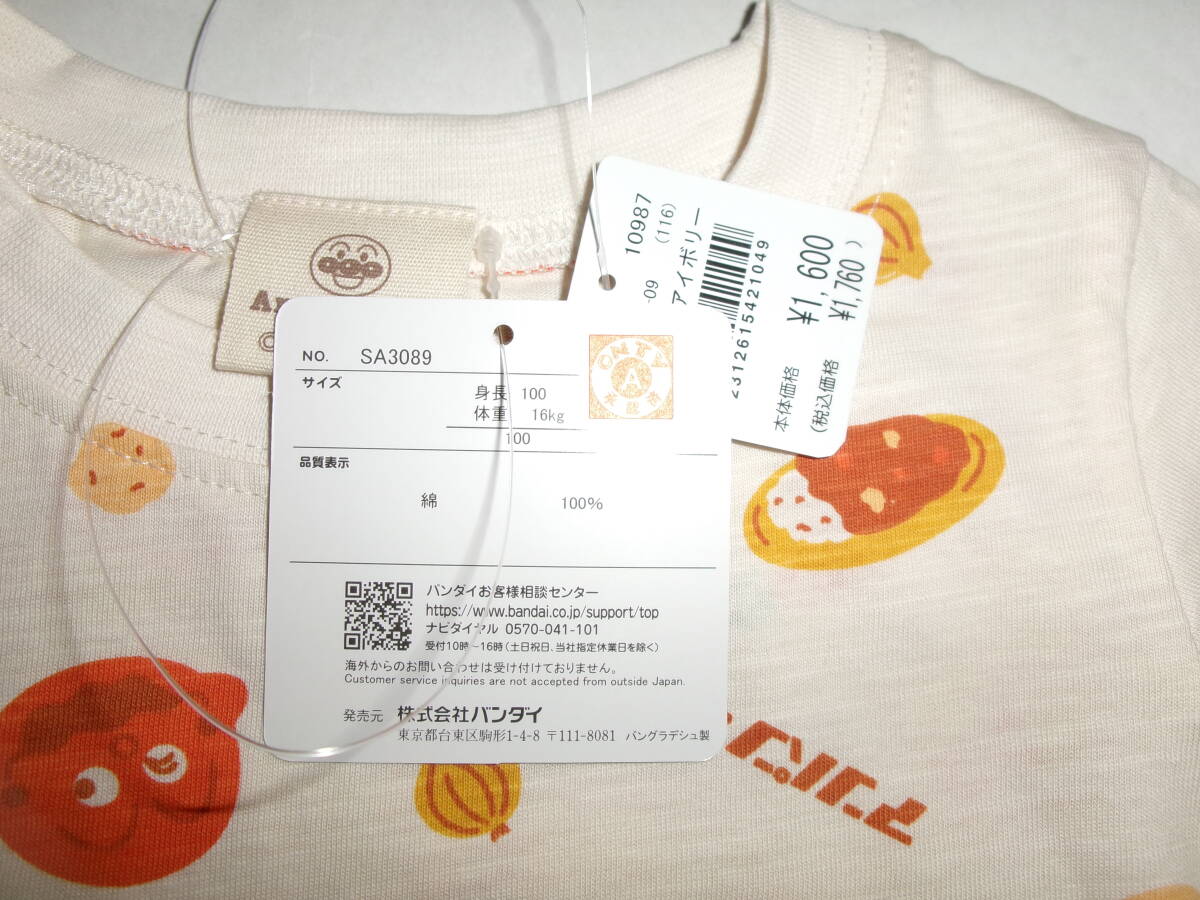 NO. SA3089
サイズ
身長 100
体重 16kg
100
品質表示
綿 100%
バンダイお客様相談センター
https://www.bandai.co.jp/support/top
ナビダイヤル 0570-041-101
受付10時～16時(土日祝日、当社指定休業日を除く)
海外からのお問い合わせは受け付けておりません。
Customer service inquiries are not accepted from outside Japan.
発売元 株式会社バンダイ
東京都台東区駒形1-4-8 〒111-8081 バングラデシュ製
A
承認済
10987
-09 (116)
アイボリー
2312615421049
本体価格 ¥1,600
(税込価格 ¥1,760)